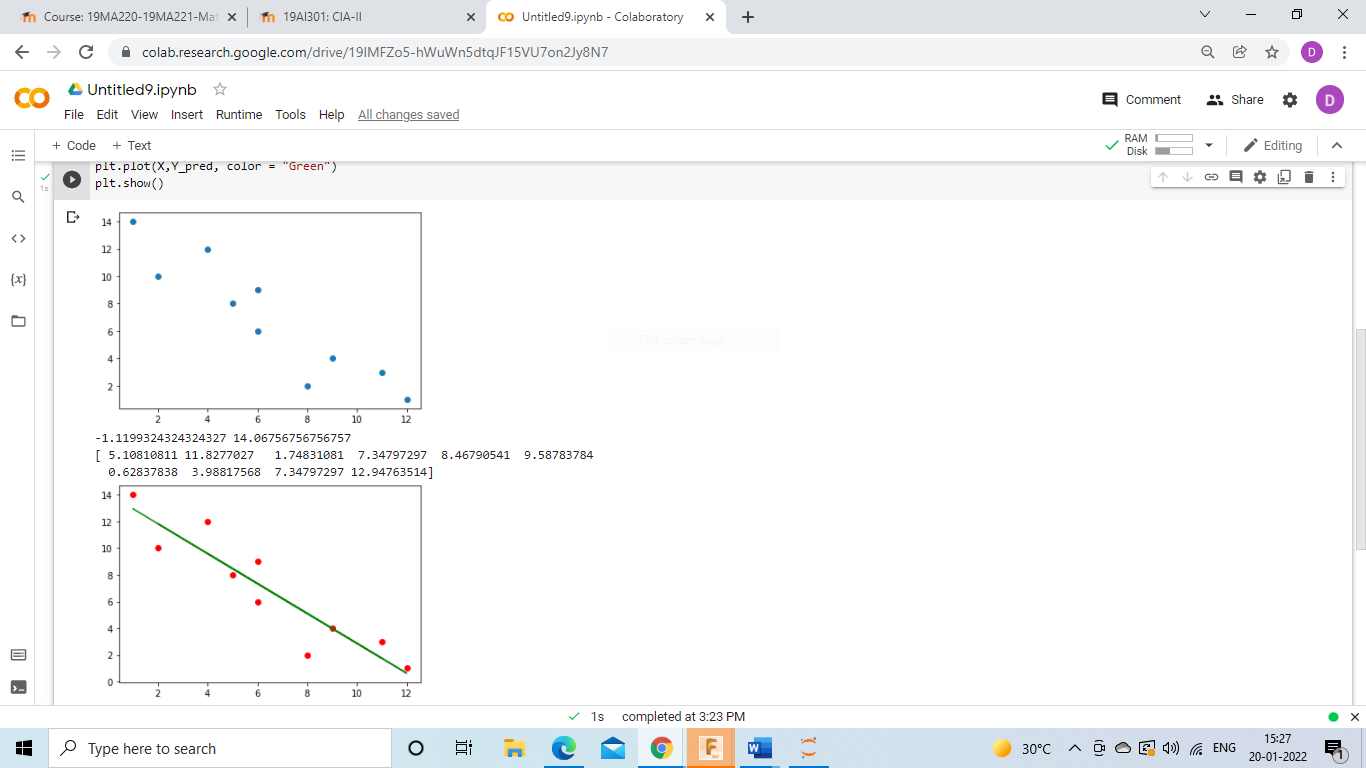 Course: 19MA220-19MA221-Mat
19AI301: CIA-II
Untitled9.ipynb - Colaboratory
colab.research.google.com/drive/19IMFZo5-hWuWn5dtqJF15VU7on2Jy8N7
D
Untitled9.ipynb
Comment
Share
D
File Edit View Insert Runtime Tools Help All changes saved
+ Code + Text
RAM
Disk
Editing
plt.plot(X,Y_pred, color = "Green")
plt.show()
1s
{x}
14
12
10
8
6
4
2
2 4 6 8 10 12
-1.1199324324324327 14.06756756756757
[ 5.10810811 11.8277027 1.74831081 7.34797297 8.46790541 9.58783784
0.62837838 3.98817568 7.34797297 12.94763514]
14
12
10
8
6
4
2
0
2 4 6 8 10 12
Full-screen Snip
1s completed at 3:23 PM
Type here to search
30°C
ENG
15:27
20-01-2022
1